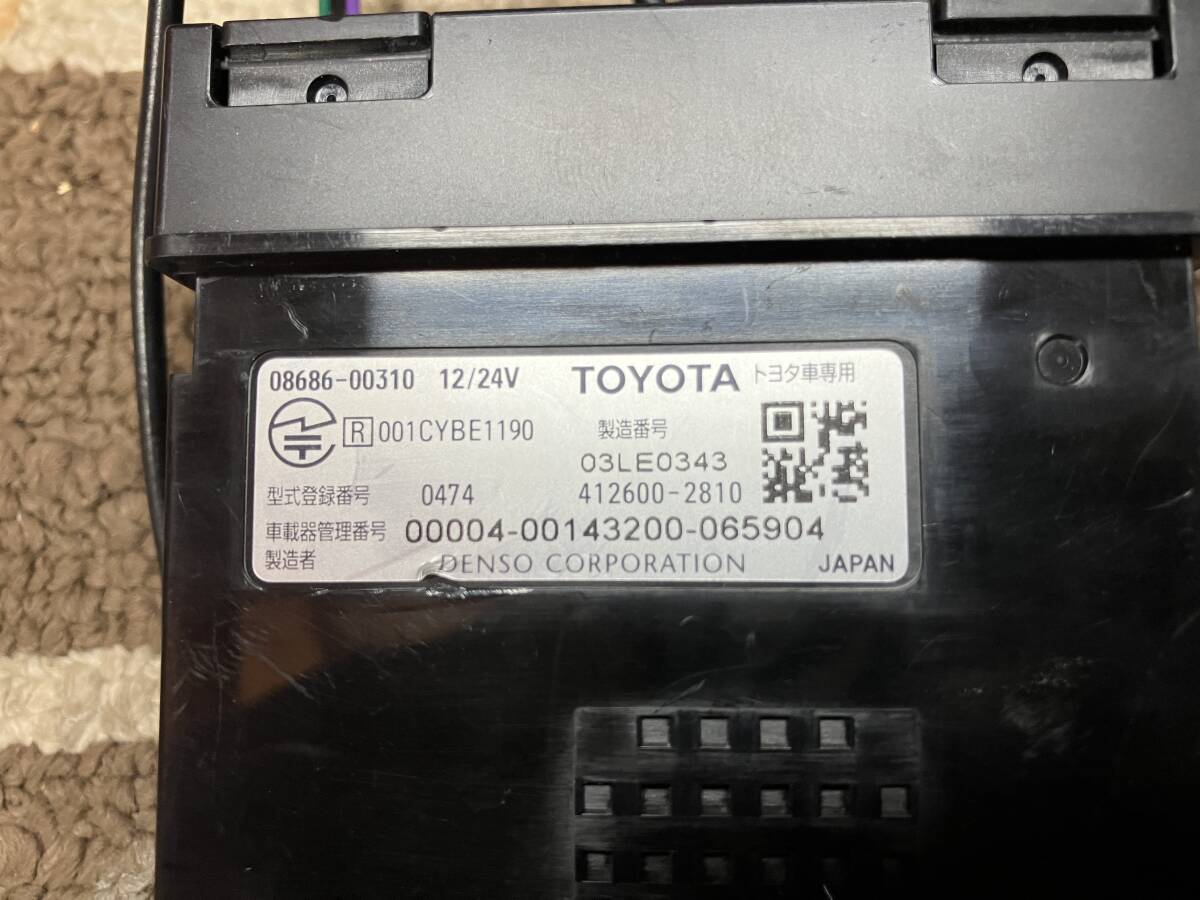 08686-00310 12/24V TOYOTA トヨタ車専用
R 001CYBE1190 製造番号
03LE0343
型式登録番号 0474 412600-2810
車載器管理番号 00004-00143200-065904
製造者 DENSO CORPORATION JAPAN